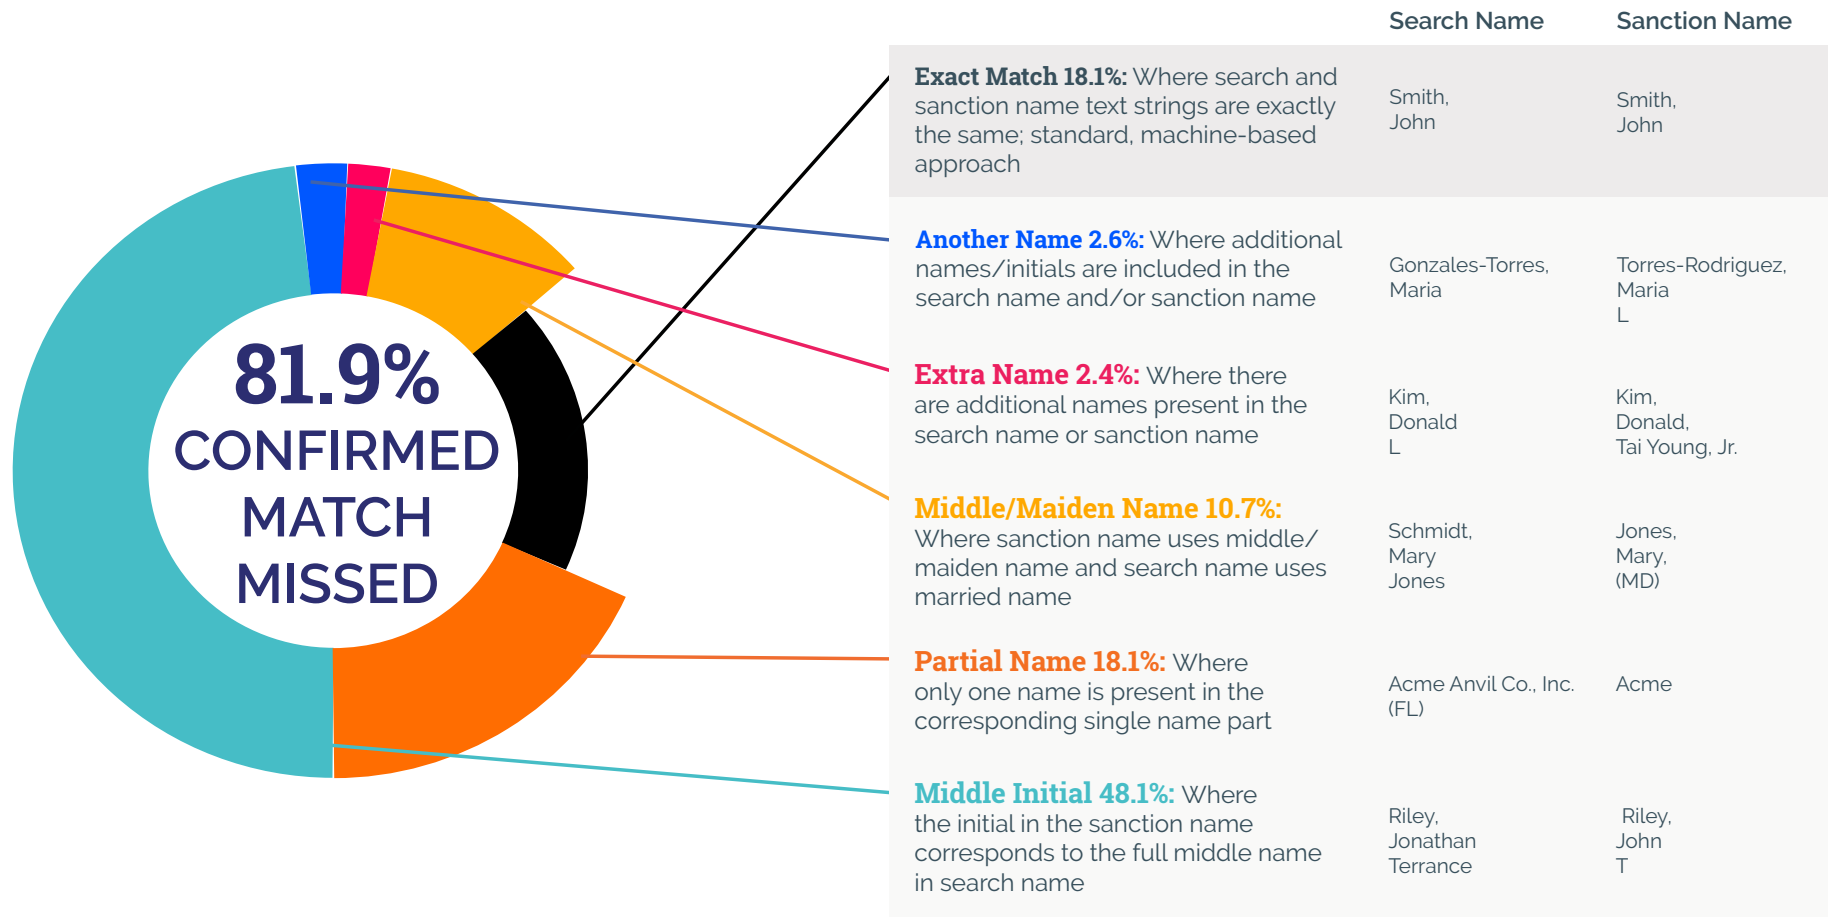 Search Name
Sanction Name
81.9%
CONFIRMED
MATCH
MISSED
Exact Match 18.1%: Where search and
sanction name text strings are exactly
the same; standard, machine-based
approach
Smith,
John
Smith,
John
Another Name 2.6%: Where additional
names/initials are included in the
search name and/or sanction name
Gonzales-Torres,
Maria
Torres-Rodriguez,
Maria
L
Extra Name 2.4%: Where there
are additional names present in the
search name or sanction name
Kim,
Donald
L
Kim,
Donald,
Tai Young, Jr.
Middle/Maiden Name 10.7%:
Where sanction name uses middle/
maiden name and search name uses
married name
Schmidt,
Mary
Jones
Jones,
Mary,
(MD)
Partial Name 18.1%: Where
only one name is present in the
corresponding single name part
Acme Anvil Co., Inc.
(FL)
Acme
Middle Initial 48.1%: Where
the initial in the sanction name
corresponds to the full middle name
in search name
Riley,
Jonathan
Terrance
Riley,
John
T